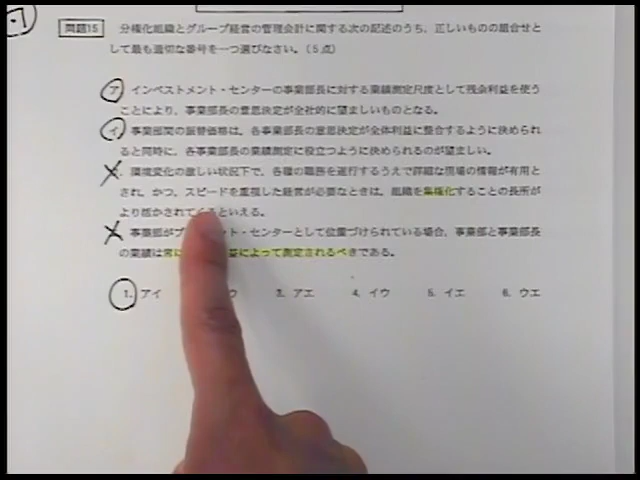 問題15 分権化組織とグループ経営の管理会計に関する次の記述のうち、正しいものの組合せと
して最も適切な番号を一つ選びなさい。（5点）
ア インベストメント・センターの事業部長に対する業績測定尺度として残余利益を使う
ことにより、事業部長の意思決定が全社的に望ましいものとなる。
イ 事業部間の振替価格は、各事業部長の意思決定が全体利益に整合するように決められ
ると同時に、各事業部長の業績測定に役立つように決められるのが望ましい。
環境変化の激しい状況下で、各種の職務を遂行するうえで詳細な現場の情報が有用と
され、かつ、スピードを重視した経営が必要なときは、組織を集権化することの長所が
より活かされてくるといえる。
事業部がプ ント・センターとして位置づけられている場合、事業部と事業部長
の業績は常に 益によって測定されるべきである。
1. アイ ウ 3. アエ 4. イウ 5. イエ 6. ウエ